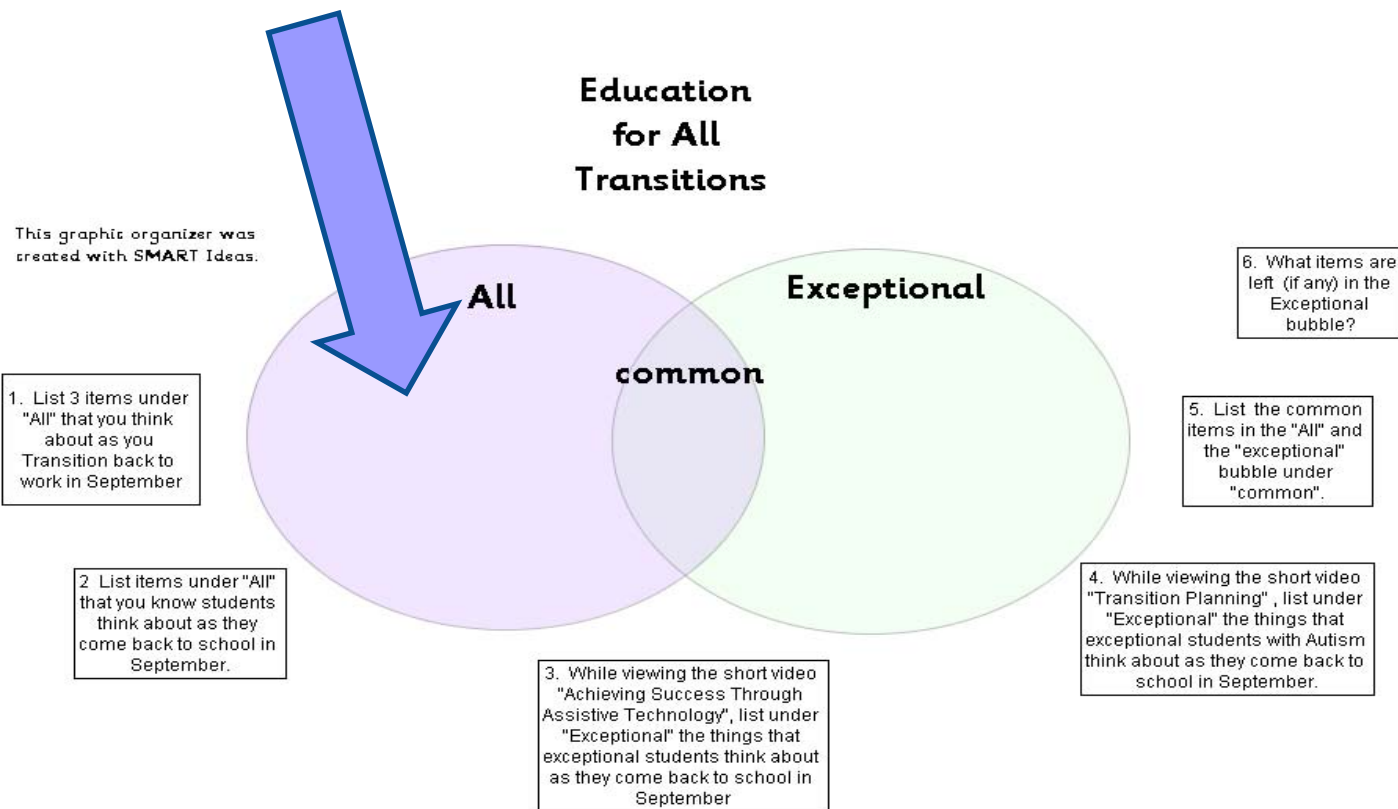 Education
for All
Transitions
This graphic organizer was
created with SMART Ideas.
All
Exceptional
common
1. List 3 items under
"All" that you think
about as you
Transition back to
work in September
2 List items under "All"
that you know students
think about as they
come back to school in
September.
3. While viewing the short video
"Achieving Success Through
Assistive Technology", list under
"Exceptional" the things that
exceptional students think about
as they come back to school in
September
4. While viewing the short video
"Transition Planning" , list under
"Exceptional" the things that
exceptional students with Autism
think about as they come back to
school in September.
5. List the common
items in the "All" and
the "exceptional"
bubble under
"common".
6. What items are
left (if any) in the
Exceptional
bubble?